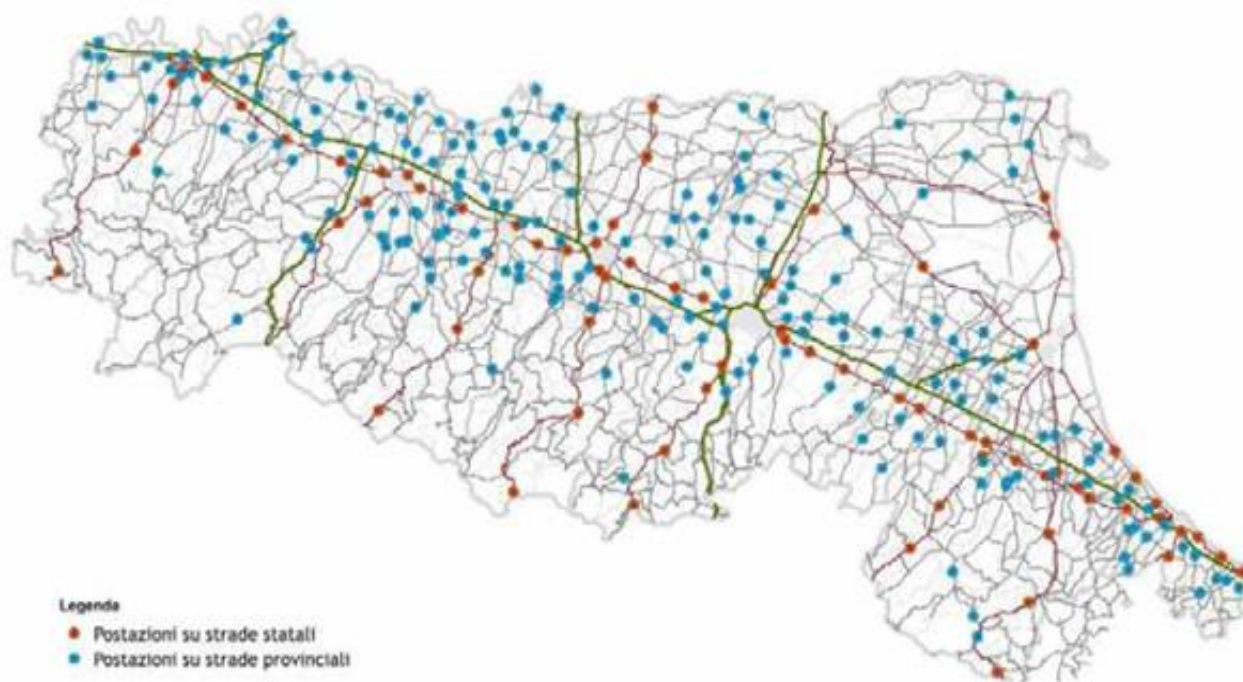 Legenda
Postazioni su strade statali
Postazioni su strade provinciali